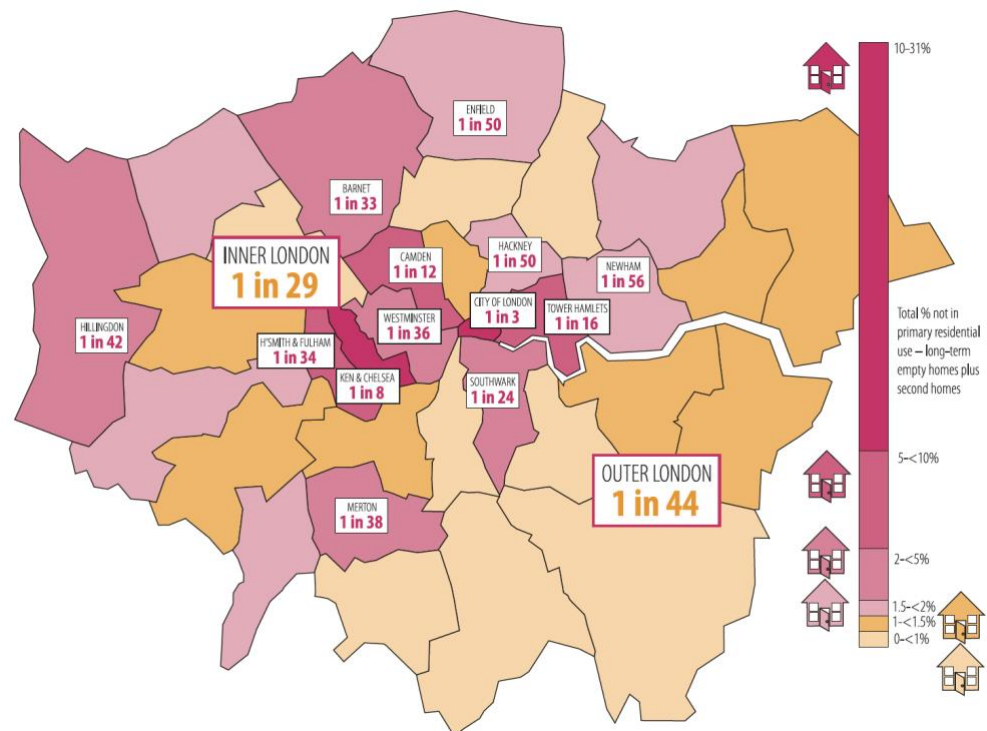 ENFIELD
1 in 50
BARNET
1 in 33
INNER LONDON
1 in 29
CAMDEN
1 in 12
HACKNEY
1 in 50
NEWHAM
1 in 56
HILLINGDON
1 in 42
H'SMITH & FULHAM
1 in 34
WESTMINSTER
1 in 36
CITY OF LONDON
1 in 3
TOWER HAMLETS
1 in 16
KEN & CHELSEA
1 in 8
SOUTHWARK
1 in 24
MERTON
1 in 38
OUTER LONDON
1 in 44
10-31%
Total % not in
primary residential
use – long-term
empty homes plus
second homes
5-<10%
2-<5%
1.5-<2%
1-<1.5%
0-<1%